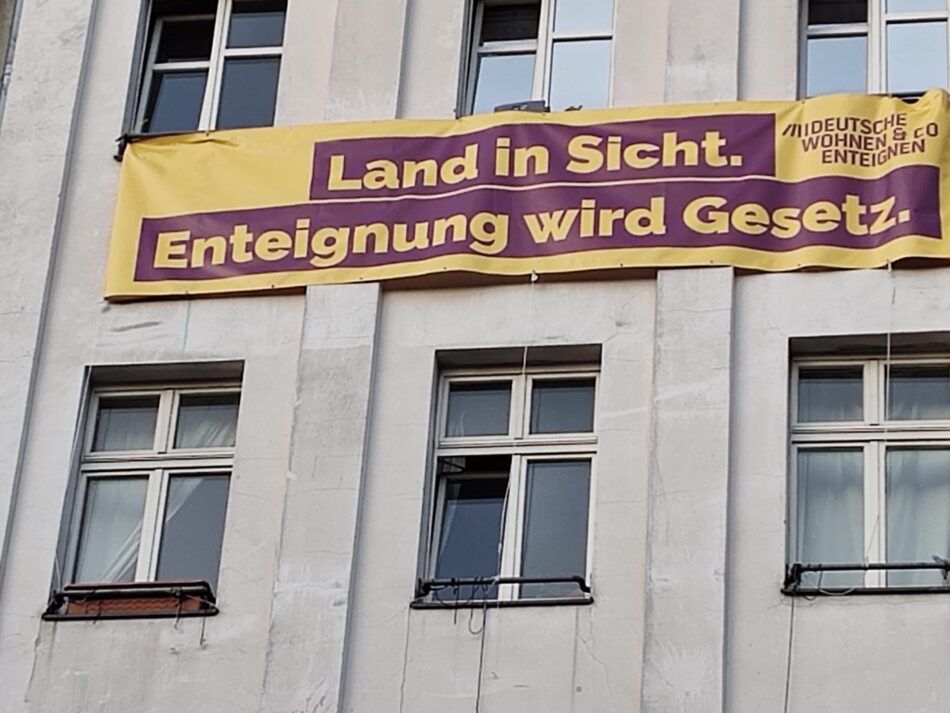 Land in Sicht.
Enteignung wird Gesetz.
DEUTSCHE
WOHNEN & CO
ENTEIGNEN